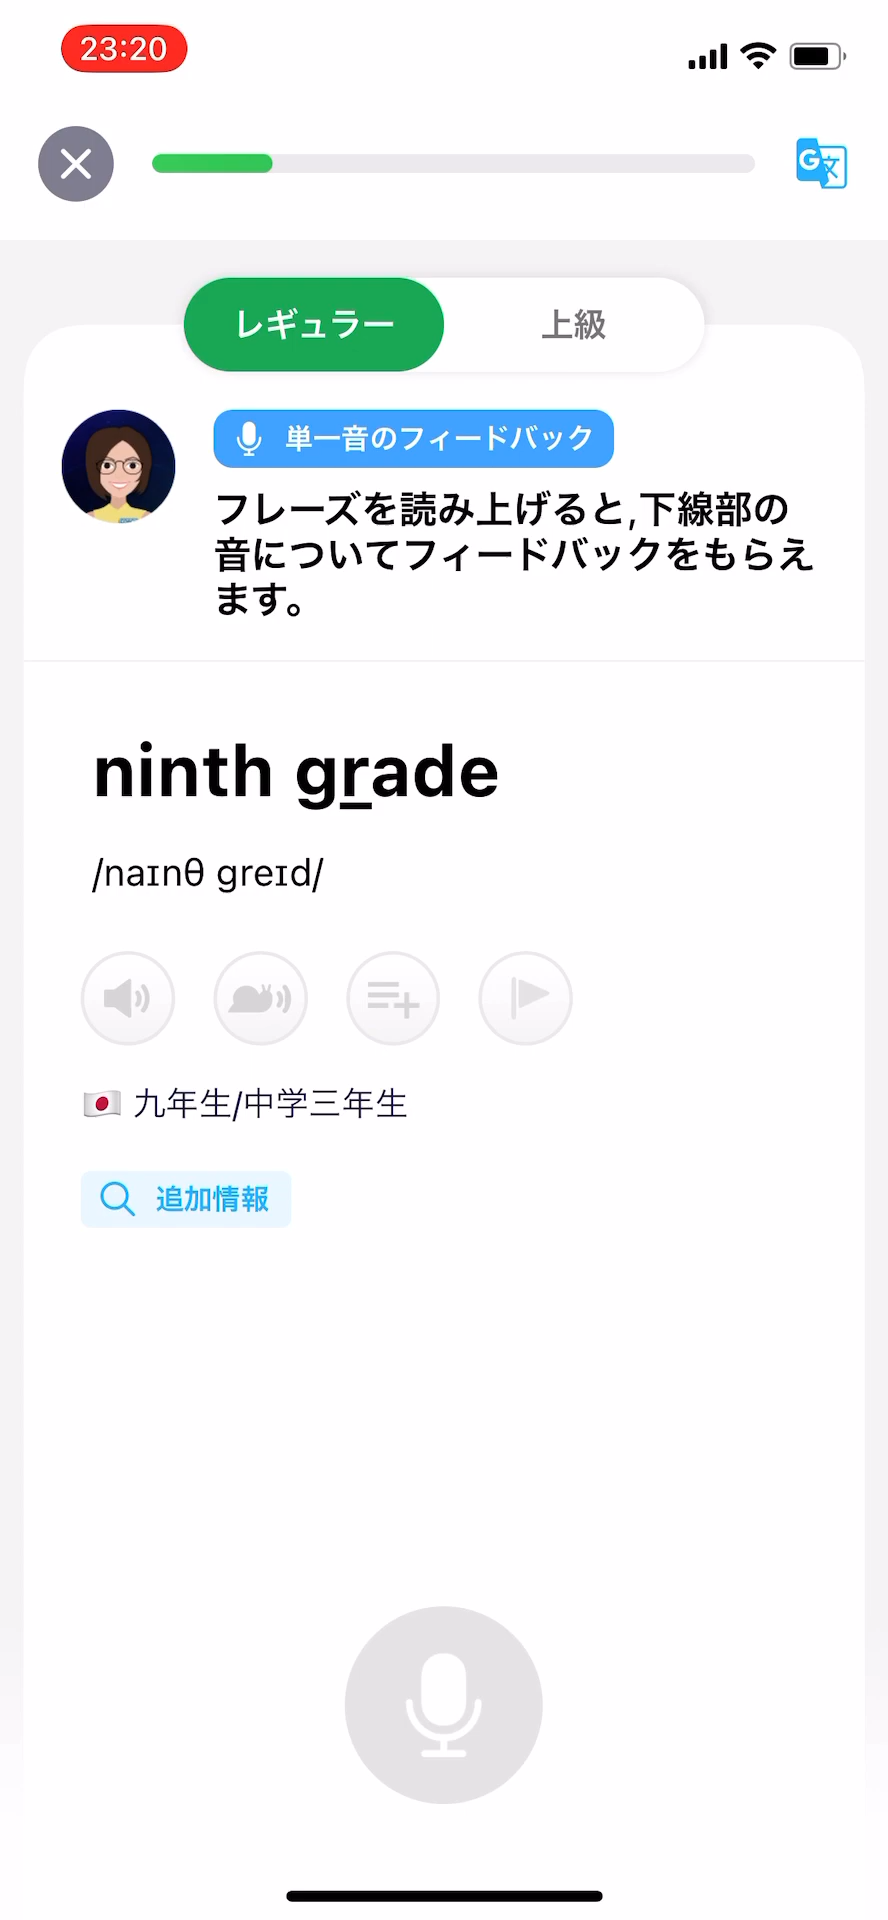 23:20
レギュラー
上級
単一音のフィードバック
フレーズを読み上げると,下線部の
音についてフィードバックをもらえ
ます。
ninth grade
/naɪnθ greɪd/
九年生/中学三年生
追加情報